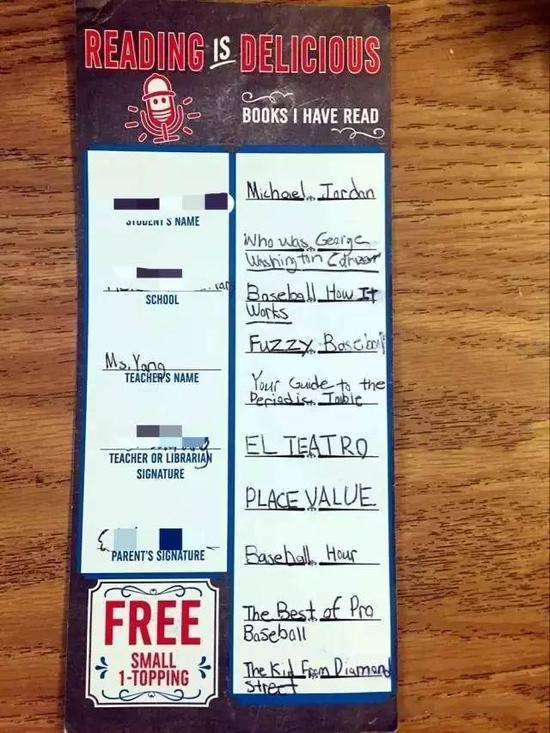 READING IS DELICIOUS
BOOKS I HAVE READ
STUDENT'S NAME
SCHOOL
Ms. Yang
TEACHER'S NAME
TEACHER OR LIBRARIAN
SIGNATURE
PARENT'S SIGNATURE
FREE
SMALL
1-TOPPING
Michael Jordan
Who was George
Washington Carver
Baseball How It
Works
Fuzzy Baseball
Your Guide to the
Periodic Table
EL TEATRO
PLACE VALUE
Baseball Hour
The Best of Pro
Baseball
The Kid From Diamond
Street